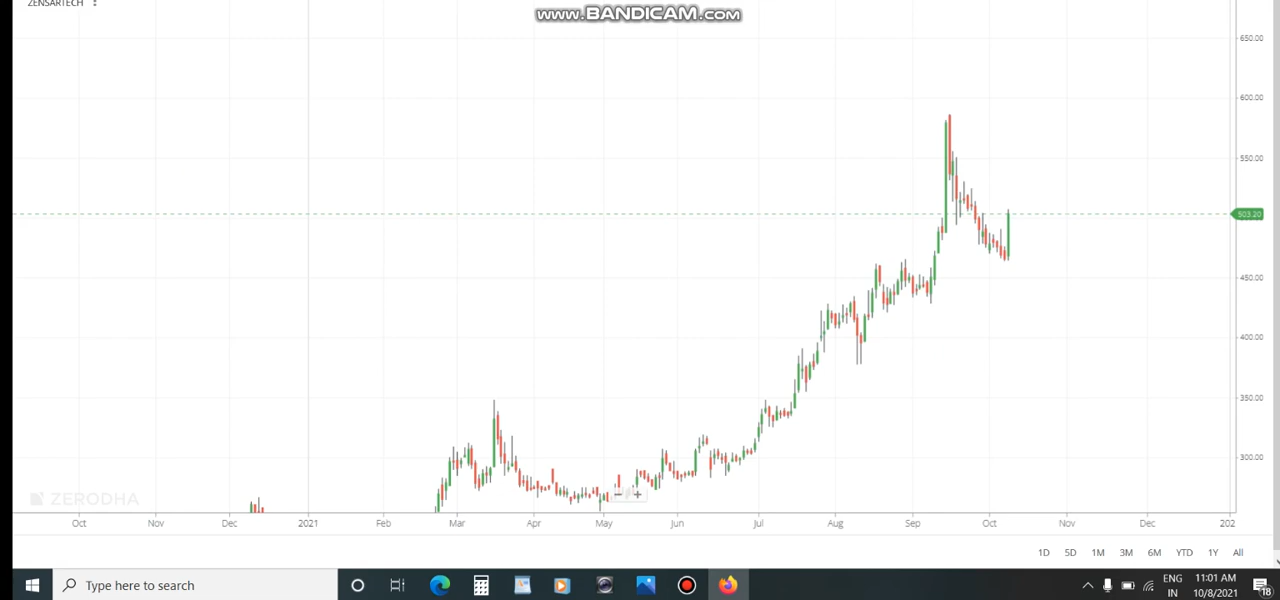 ZENSARTECH
www.BANDICAM.com
650.00
600.00
550.00
503.20
450.00
400.00
350.00
300.00
ZERODHA
Oct Nov Dec 2021 Feb Mar Apr May Jun Jul Aug Sep Oct Nov Dec 202
1D 5D 1M 3M 6M YTD 1Y All
Type here to search
ENG
IN
11:01 AM
10/8/2021
18